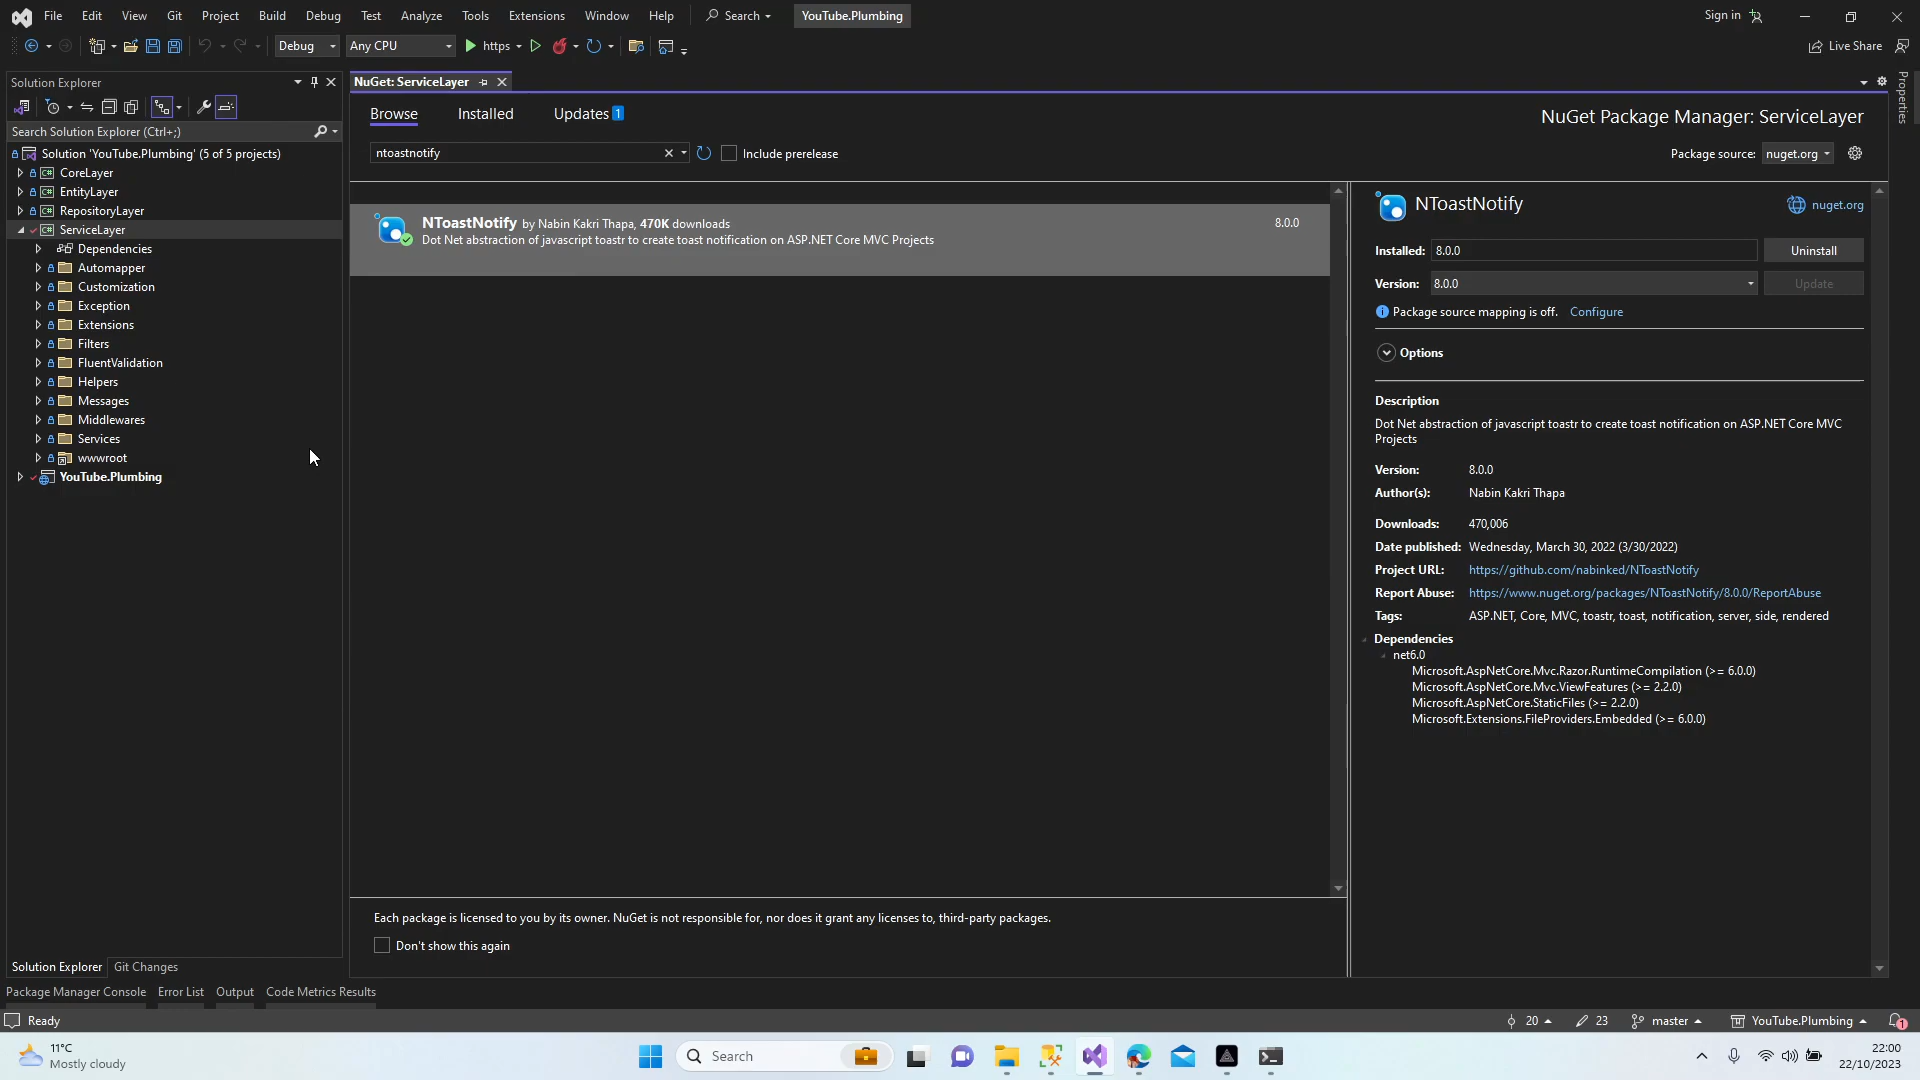 File Edit View Git Project Build Debug Test Analyze Tools Extensions Window Help Search YouTube.Plumbing Sign in
Debug Any CPU https Live Share
Solution Explorer
NuGet: ServiceLayer
Properties
Browse Installed Updates 1
NuGet Package Manager: ServiceLayer
Search Solution Explorer (Ctrl+;)
ntoastnotify Include prerelease
Package source: nuget.org
Solution 'YouTube.Plumbing' (5 of 5 projects)
CoreLayer
EntityLayer
RepositoryLayer
ServiceLayer
Dependencies
Automapper
Customization
Exception
Extensions
Filters
FluentValidation
Helpers
Messages
Middlewares
Services
wwwroot
YouTube.Plumbing
NToastNotify by Nabin Kakri Thapa, 470K downloads 8.0.0
Dot Net abstraction of javascript toastr to create toast notification on ASP.NET Core MVC Projects
NToastNotify nuget.org
Installed: 8.0.0 Uninstall
Version: 8.0.0 Update
Package source mapping is off. Configure
Options
Description
Dot Net abstraction of javascript toastr to create toast notification on ASP.NET Core MVC
Projects
Version: 8.0.0
Author(s): Nabin Kakri Thapa
Downloads: 470,006
Date published: Wednesday, March 30, 2022 (3/30/2022)
Project URL: https://github.com/nabinked/NToastNotify
Report Abuse: https://www.nuget.org/packages/NToastNotify/8.0.0/ReportAbuse
Tags: ASP.NET, Core, MVC, toastr, toast, notification, server, side, rendered
Dependencies
net6.0
Microsoft.AspNetCore.Mvc.Razor.RuntimeCompilation (>= 6.0.0)
Microsoft.AspNetCore.Mvc.ViewFeatures (>= 2.2.0)
Microsoft.AspNetCore.StaticFiles (>= 2.2.0)
Microsoft.Extensions.FileProviders.Embedded (>= 6.0.0)
Each package is licensed to you by its owner. NuGet is not responsible for, nor does it grant any licenses to, third-party packages.
Don't show this again
Solution Explorer Git Changes
Package Manager Console Error List Output Code Metrics Results
Ready 20 23 master YouTube.Plumbing 1
11°C
Mostly cloudy
Search
22:00
22/10/2023